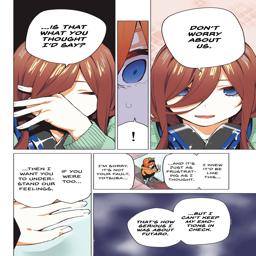 DON'T
WORRY
ABOUT
US.
!
...IS THAT
WHAT YOU
THOUGHT
I'D SAY?
I KNEW
IT'D BE
LIKE
THIS...
...AND IT'S
JUST AS
FRUSTRAT-
ING AS I
THOUGHT.
I'M SORRY.
IT'S NOT
YOUR FAULT,
YOTSUBA...
...BUT I
CAN'T KEEP
MY EMO-
TIONS IN
CHECK.
THAT'S HOW
SERIOUS I
WAS ABOUT
FUTARO.
IF YOU
WERE
TOO...
...THEN I
WANT YOU
TO UNDER-
STAND OUR
FEELINGS.